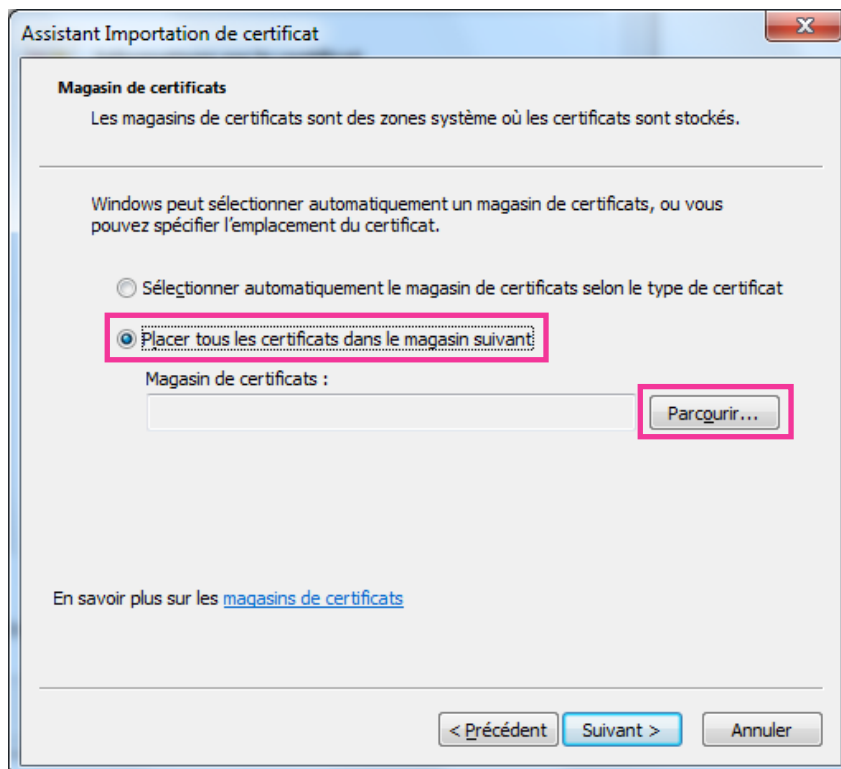 Assistant Importation de certificat
Magasin de certificats
Les magasins de certificats sont des zones système où les certificats sont stockés.
Windows peut sélectionner automatiquement un magasin de certificats, ou vous
pouvez spécifier l'emplacement du certificat.
Sélectionner automatiquement le magasin de certificats selon le type de certificat
Placer tous les certificats dans le magasin suivant
Magasin de certificats :
Parcourir...
En savoir plus sur les magasins de certificats
< Précédent Suivant > Annuler